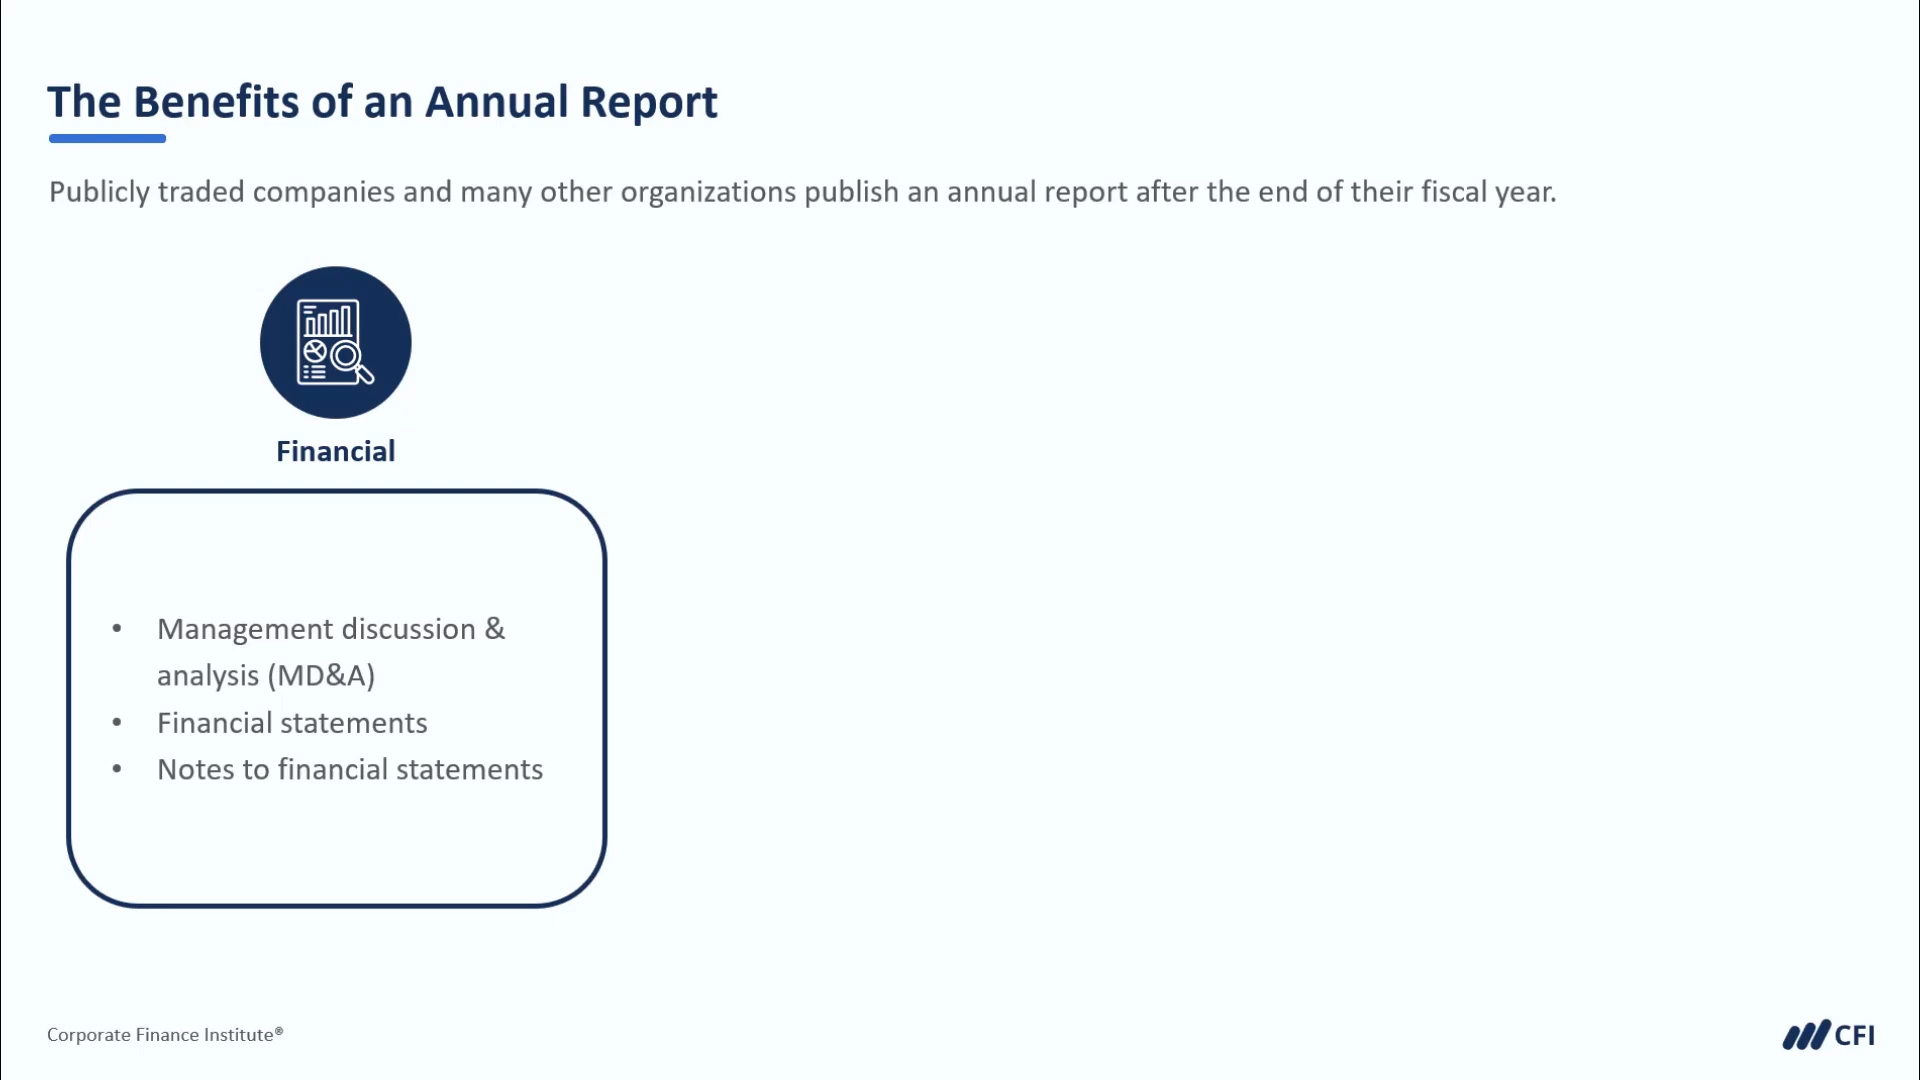 The Benefits of an Annual Report
Publicly traded companies and many other organizations publish an annual report after the end of their fiscal year.
Financial
• Management discussion &
analysis (MD&A)
• Financial statements
• Notes to financial statements
Corporate Finance Institute®
CFI